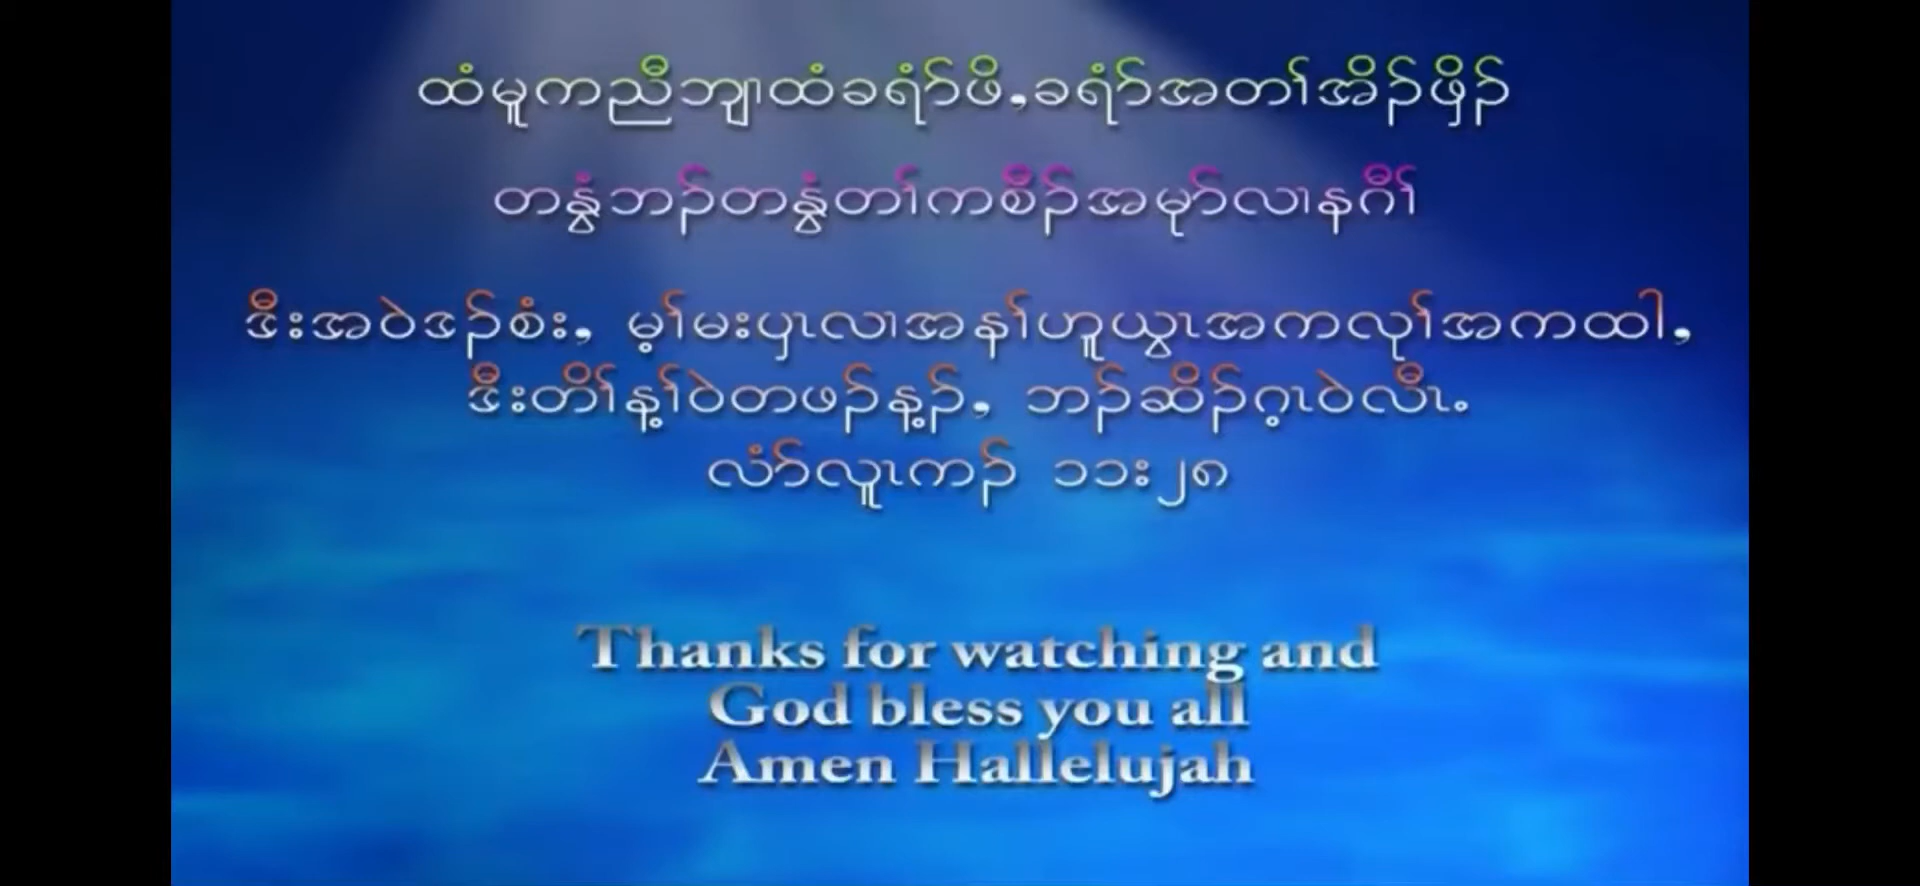 ထံမူကညီဘျၢထံခရံာ်ဖိ,ခရံာ်အတၢ်အိၣ်ဖှိၣ်
တနွံဘၣ်တနွံတၢ်ကစီၣ်အမုာ်လၢနဂီၢ်
ဒီးအဝဲဒၣ်စံး, မ့ၢ်မးပှၤလၢအနၢ်ဟူယွၤအကလုၢ်အကထါ,
ဒီးတိၢ်န့ၢ်ဝဲတဖၣ်န့ၣ်, ဘၣ်ဆိၣ်ဂ့ၤဝဲလီၤ.
လံာ်လူၤကၣ် ၁၁း၂၈
Thanks for watching and
God bless you all
Amen Hallelujah